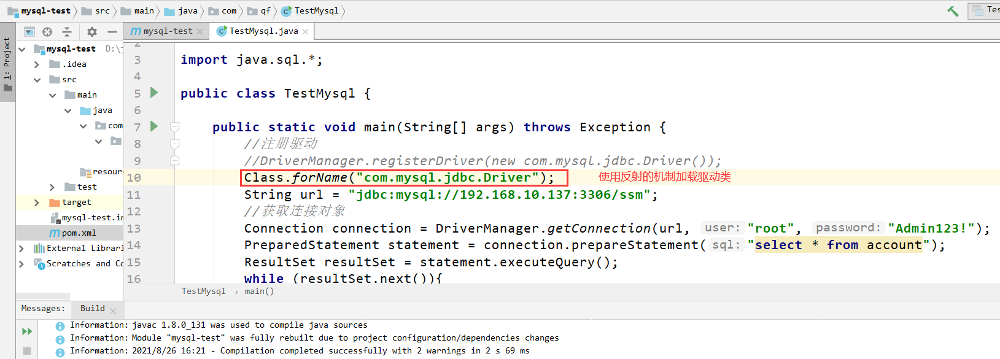 mysql-test src main java com qf TestMysql Tes
mysql-test TestMysql.java
1: Project
mysql-test D:\j
.idea
src
main
java
com
resour
test
target
mysql-test.im
pom.xml
External Librari
Scratches and Co
2
3 import java.sql.*;
4
5 public class TestMysql {
6
7 public static void main(String[] args) throws Exception {
8 //注册驱动
9 //DriverManager.registerDriver(new com.mysql.jdbc.Driver());
10 Class.forName("com.mysql.jdbc.Driver"); 使用反射的机制加载驱动类
11 String url = "jdbc:mysql://192.168.10.137:3306/ssm";
12 //获取连接对象
13 Connection connection = DriverManager.getConnection(url, user: "root", password: "Admin123!");
14 PreparedStatement statement = connection.prepareStatement( sql: "select * from account");
15 ResultSet resultSet = statement.executeQuery();
16 while (resultSet.next()){
TestMysql › main()
Messages: Build
Information: javac 1.8.0_131 was used to compile java sources
Information: Module "mysql-test" was fully rebuilt due to project configuration/dependencies changes
Information: 2021/8/26 16:21 - Compilation completed successfully with 2 warnings in 2 s 69 ms